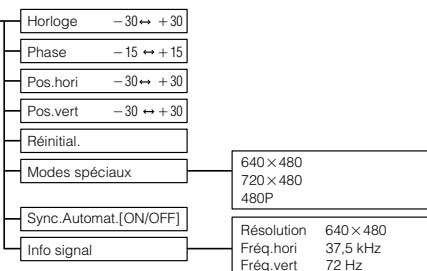 Horloge −30↔ +30
Phase −15 ↔ +15
Pos.hori −30↔ +30
Pos.vert −30 ↔ +30
Réinitial.
Modes spéciaux
640×480
720×480
480P
Sync.Automat.[ON/OFF]
Info signal
Résolution 640×480
Fréq.hori 37,5 kHz
Fréq.vert 72 Hz